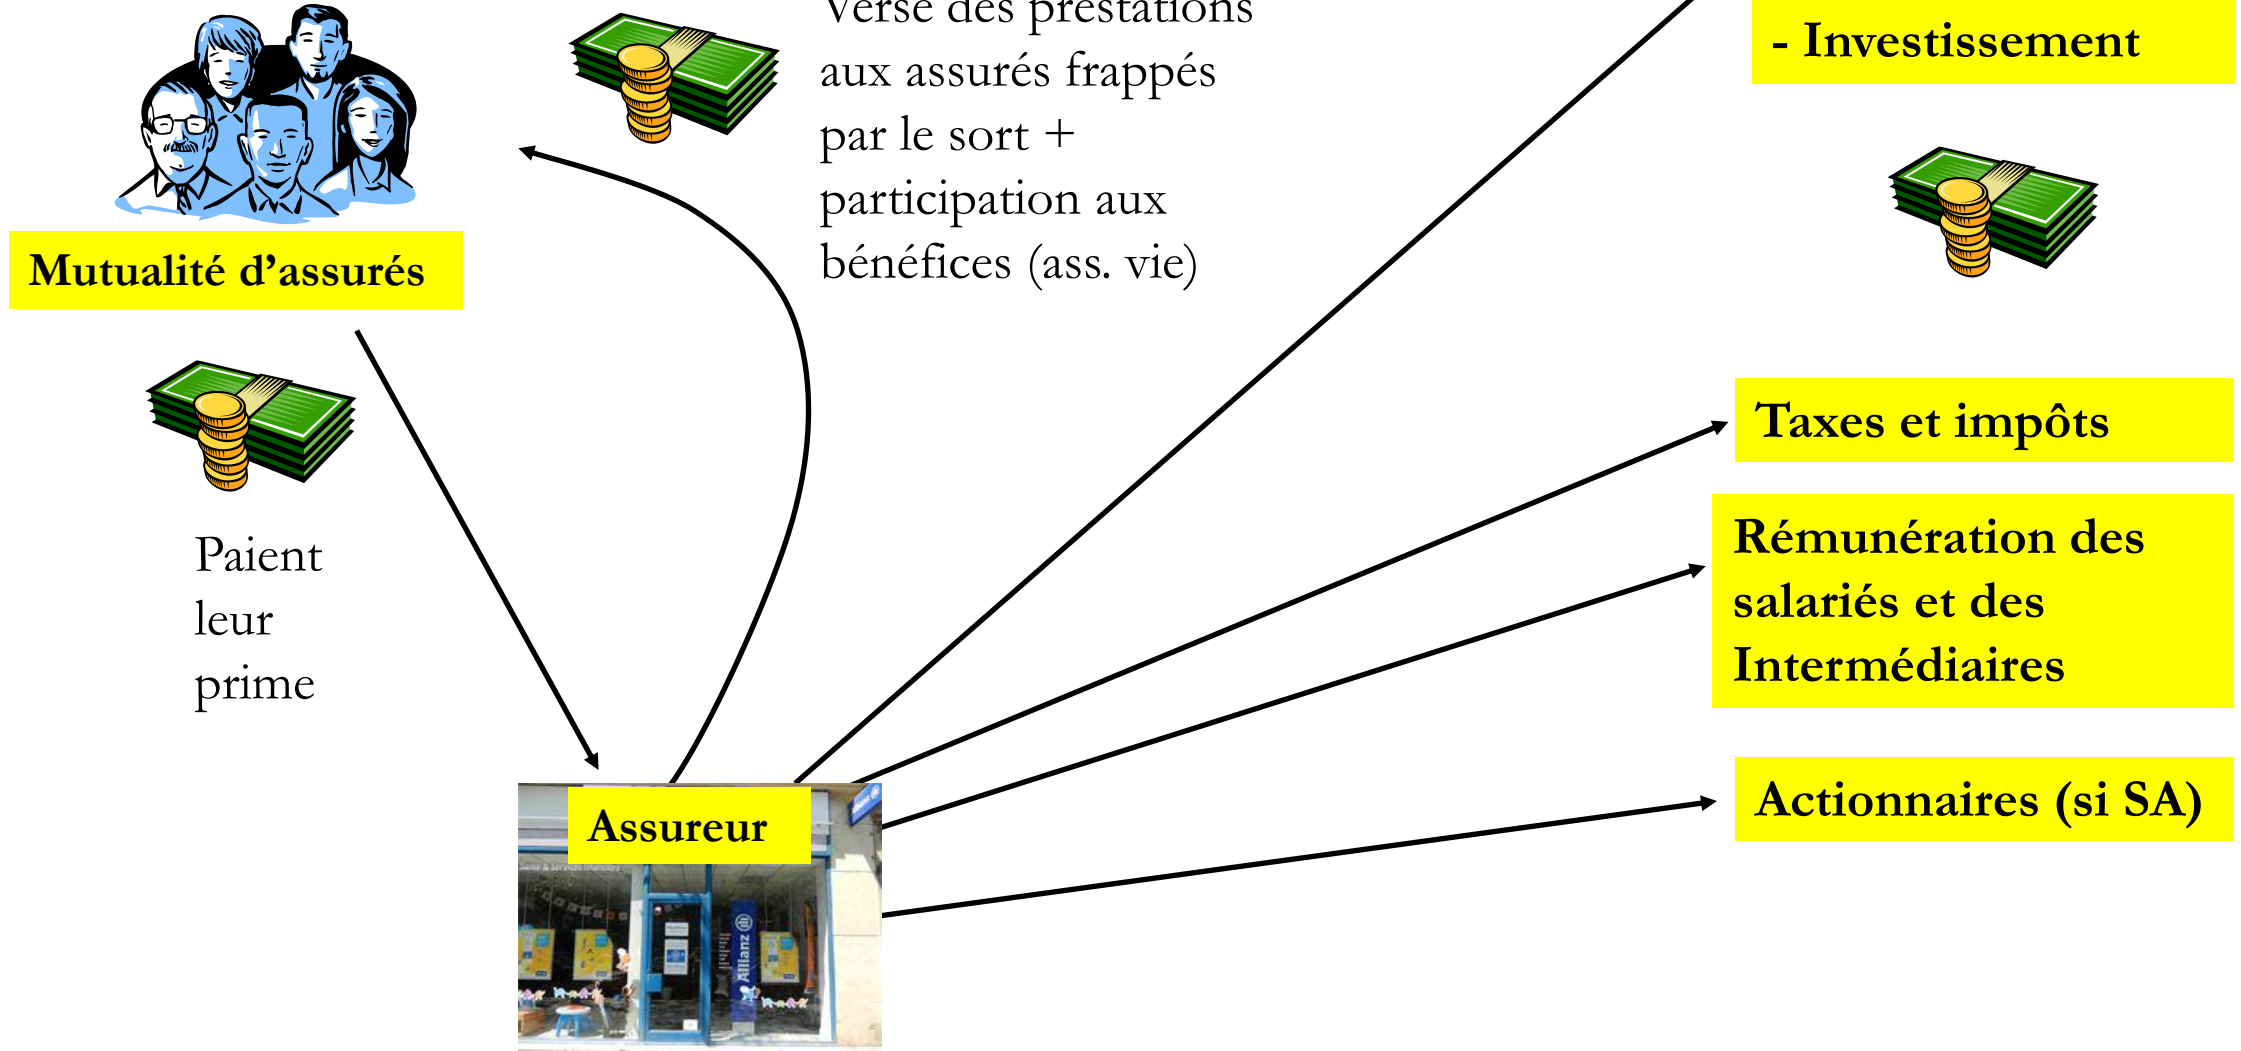 Verse des prestations
aux assurés frappés
par le sort +
participation aux
bénéfices (ass. vie)
- Investissement
Mutualité d’assurés
Paient
leur
prime
Taxes et impôts
Rémunération des
salariés et des
Intermédiaires
Actionnaires (si SA)
Assureur
Allianz